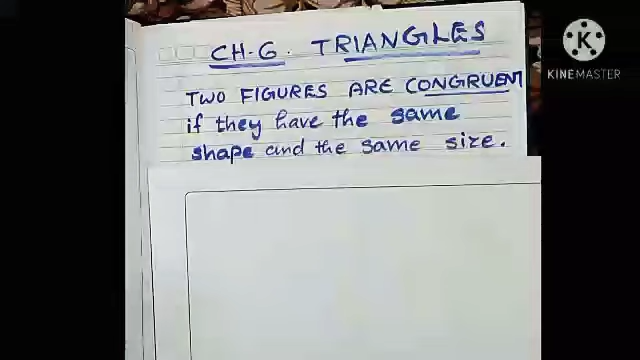 CH-6. TRIANGLES
TWO FIGURES ARE CONGRUENT
if they have the same
shape and the same size.
K
KINEMASTER